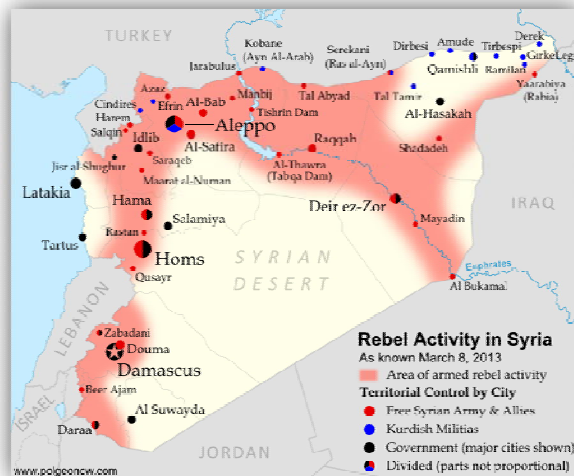 TURKEY
Derek
Kobane
(Ayn Al-Arab)
Serekani
(Ras al-Ayn)
Dirbesi
Amude
Tirbespi
GirkeLege
Jarabulus
Qamishli
Ramilan
Yaarabiya
(Rabia)
Azaz
Cindires
Efrin
Al-Bab
Manbij
Tal Abyad
Tal Tamr
Harem
Salqin
Idlib
Aleppo
Tishrin Dam
Al-Hasakah
Al-Safira
Raqqah
Shadadeh
Jisr al-Shughur
Saraqeb
Al-Thawra
(Tabqa Dam)
Maarat al-Numan
Latakia
Hama
Salamiya
Deir ez-Zor
IRAQ
Mayadin
Tartus
Rastan
Homs
SYRIAN
DESERT
Euphrates
Qusayr
Al Bukamal
LEBANON
Zabadani
Douma
Damascus
ISRAEL
Beer Ajam
Al Suwayda
Daraa
JORDAN
Rebel Activity in Syria
As known March 8, 2013
Area of armed rebel activity
Territorial Control by City
Free Syrian Army & Allies
Kurdish Militias
Government (major cities shown)
Divided (parts not proportional)
www.polgeonow.com